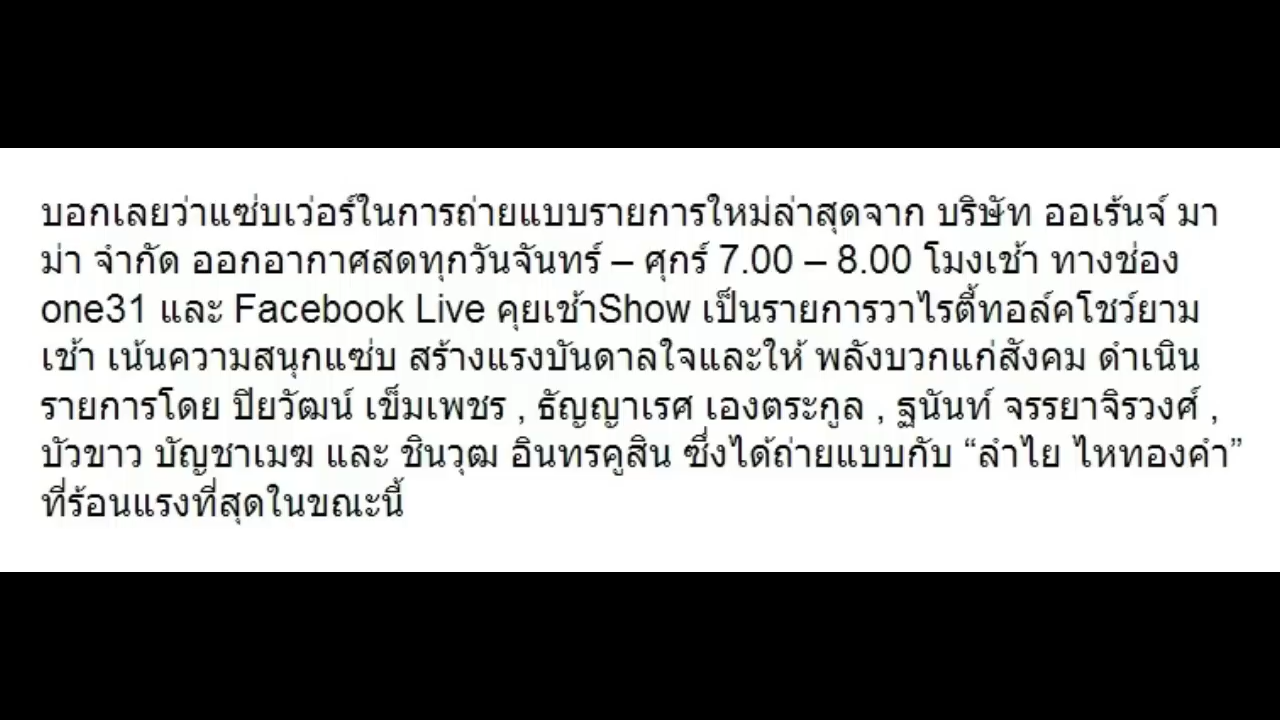 บอกเลยว่าแซ่บเว่อร์ในการถ่ายแบบรายการใหม่ล่าสุดจาก บริษัท ออเร้นจ์ มา
ม่า จำกัด ออกอากาศสดทุกวันจันทร์ – ศุกร์ 7.00 – 8.00 โมงเช้า ทางช่อง
one31 และ Facebook Live คุยเช้าShow เป็นรายการวาไรตี้ทอล์คโชว์ยาม
เช้า เน้นความสนุกแซ่บ สร้างแรงบันดาลใจและให้ พลังบวกแก่สังคม ดำเนิน
รายการโดย ปิยวัฒน์ เข็มเพชร , ธัญญาเรศ เองตระกูล , ฐนันท์ จรรยาจิรวงศ์ ,
บัวขาว บัญชาเมฆ และ ชินวุฒ อินทรคูสิน ซึ่งได้ถ่ายแบบกับ “ลำไย ไหทองคำ”
ที่ร้อนแรงที่สุดในขณะนี้